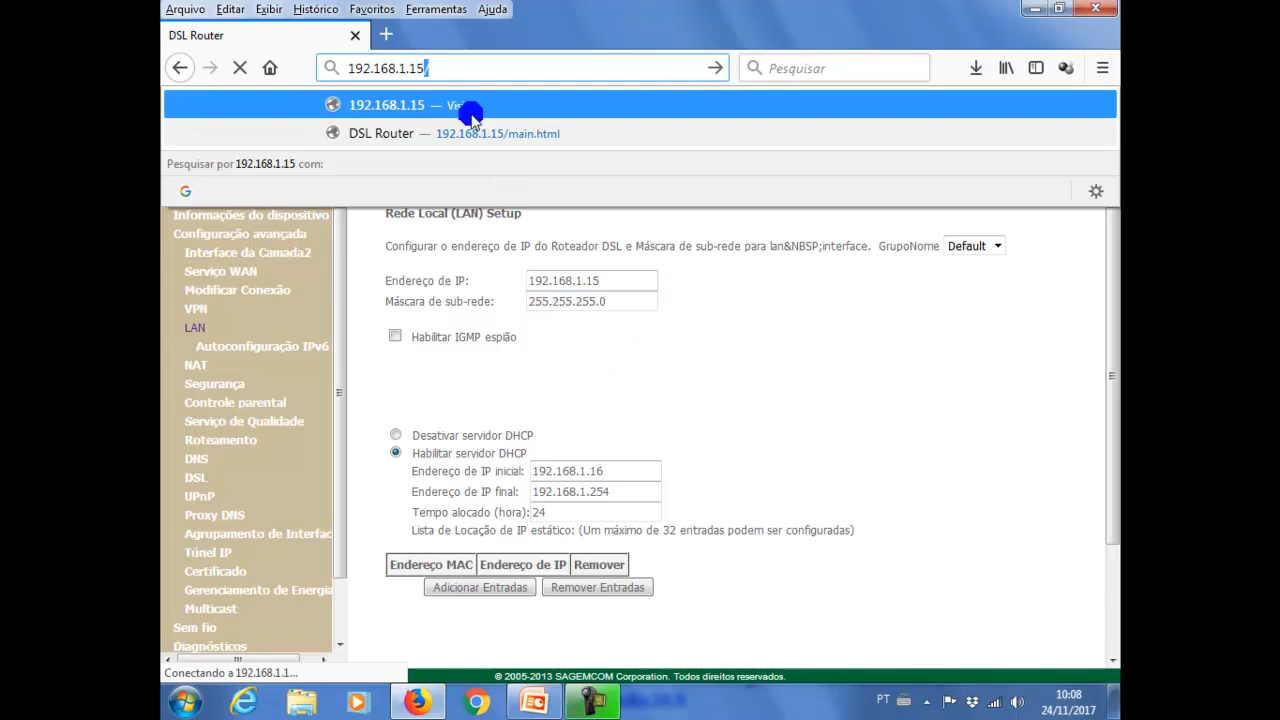 Arquivo Editar Exibir Histórico Favoritos Ferramentas Ajuda
DSL Router
192.168.1.15/
Pesquisar
192.168.1.15 — Vis
DSL Router — 192.168.1.15/main.html
Pesquisar por 192.168.1.15 com:
Informações do dispositivo
Configuração avançada
Interface da Camada2
Serviço WAN
Modificar Conexão
VPN
LAN
Autoconfiguração IPv6
NAT
Segurança
Controle parental
Serviço de Qualidade
Roteamento
DNS
DSL
UPnP
Proxy DNS
Agrupamento de Interfac
Túnel IP
Certificado
Gerenciamento de Energia
Multicast
Sem fio
Diagnósticos
Rede Local (LAN) Setup
Configurar o endereço de IP do Roteador DSL e Máscara de sub-rede para lan&NBSP;interface. GrupoNome Default
Endereço de IP: 192.168.1.15
Máscara de sub-rede: 255.255.255.0
Habilitar IGMP espião
Desativar servidor DHCP
Habilitar servidor DHCP
Endereço de IP inicial: 192.168.1.16
Endereço de IP final: 192.168.1.254
Tempo alocado (hora): 24
Lista de Locação de IP estático: (Um máximo de 32 entradas podem ser configuradas)
Endereço MAC Endereço de IP Remover
Adicionar Entradas Remover Entradas
Conectando a 192.168.1.1...
© 2005-2013 SAGEMCOM Corporation. Todos direitos reservados.
PT
10:08
24/11/2017